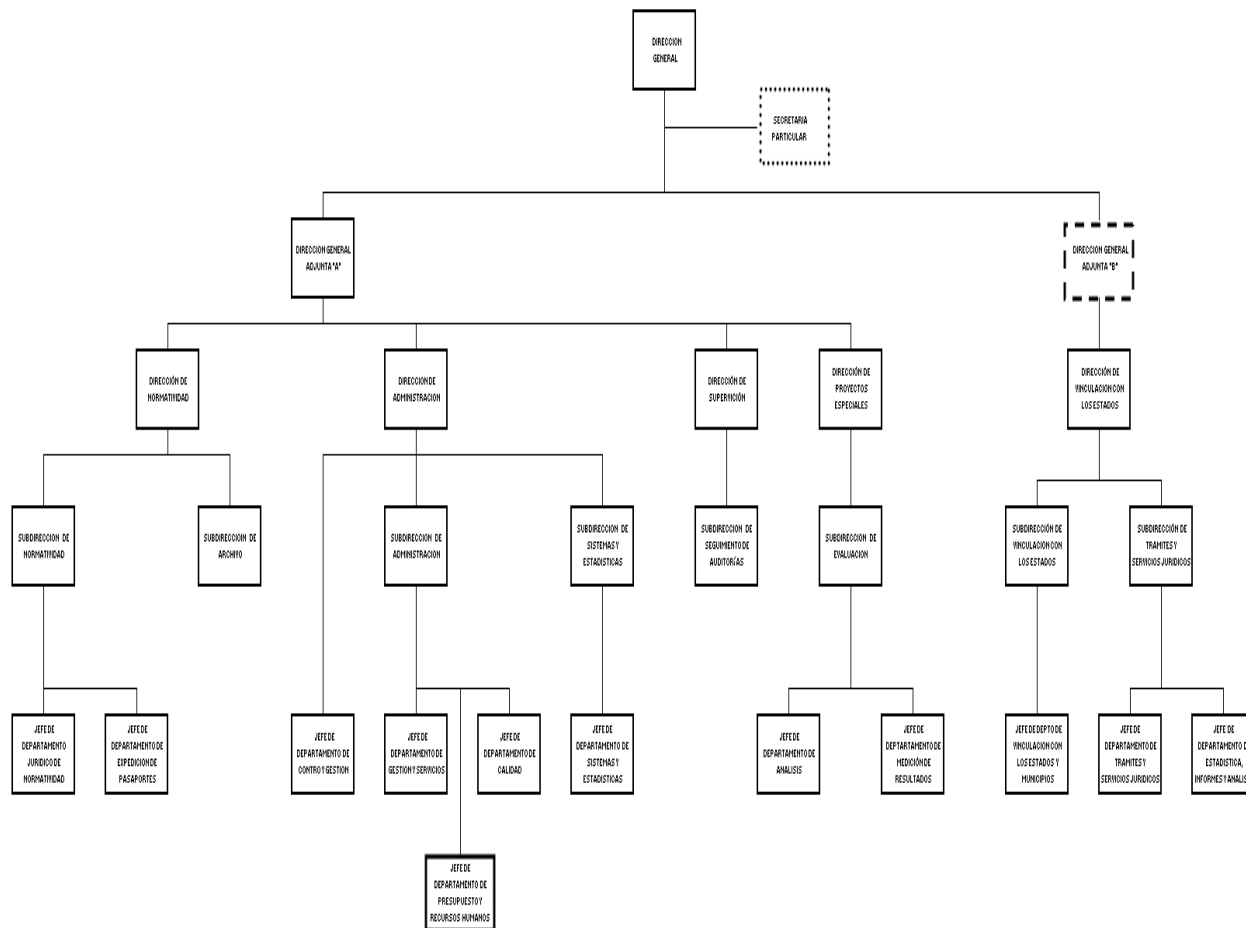 DIRECCION
GENERAL
SECRETARIA
PARTICULAR
DIRECCION GENERAL
ADJUNTA "A"
DIRECCION GENERAL
ADJUNTA "B"
DIRECCIÓN DE
NORMATIVIDAD
DIRECCION DE
ADMINISTRACION
DIRECCIÓN DE
SUPERVICIÓN
DIRECCIÓN DE
PROYECTOS
ESPECIALES
DIRECCIÓN DE
VINCULACION CON
LOS ESTADOS
SUBDIRECCION DE
NORMATIVIDAD
SUBDIRECCION DE
ARCHIVO
SUBDIRECCION DE
ADMINISTRACION
SUBDIRECCION DE
SISTEMAS Y
ESTADISTICAS
SUBDIRECCION DE
SEGUIMIENTO DE
AUDITORÍAS
SUBDIRECCION DE
EVALUACION
SUBDIRECCIÓN DE
VINCULACION CON
LOS ESTADOS
SUBDIRECCIÓN DE
TRAMITES Y
SERVICIOS JURIDICOS
JEFE DE
DEPARTAMENTO
JURIDICO DE
NORMATIVIDAD
JEFE DE
DEPARTAMENTO DE
EXPEDICION DE
PASAPORTES
JEFE DE
DEPARTAMENTO DE
CONTRO Y GESTION
JEFE DE
DEPARTAMENTO DE
GESTION Y SERVICIOS
JEFE DE
DEPARTAMENTO DE
CALIDAD
JEFE DE
DEPARTAMENTO DE
SISTEMAS Y
ESTADISTICAS
JEFE DE
DEPARTAMENTO DE
ANALISIS
JEFE DE
DEPARTAMENTO DE
MEDICIÓN DE
RESULTADOS
JEFE DE DEPTO DE
VINCULACION CON
LOS ESTADOS Y
MUNICIPIOS
JEFE DE
DEPARTAMENTO DE
TRAMITES Y
SERVICIOS JURIDICOS
JEFE DE
DEPARTAMENTO DE
ESTADISTICA,
INFORMES Y ANALIS
JEFE DE
DEPARTAMENTO DE
PRESUPUESTO Y
RECURSOS HUMANOS